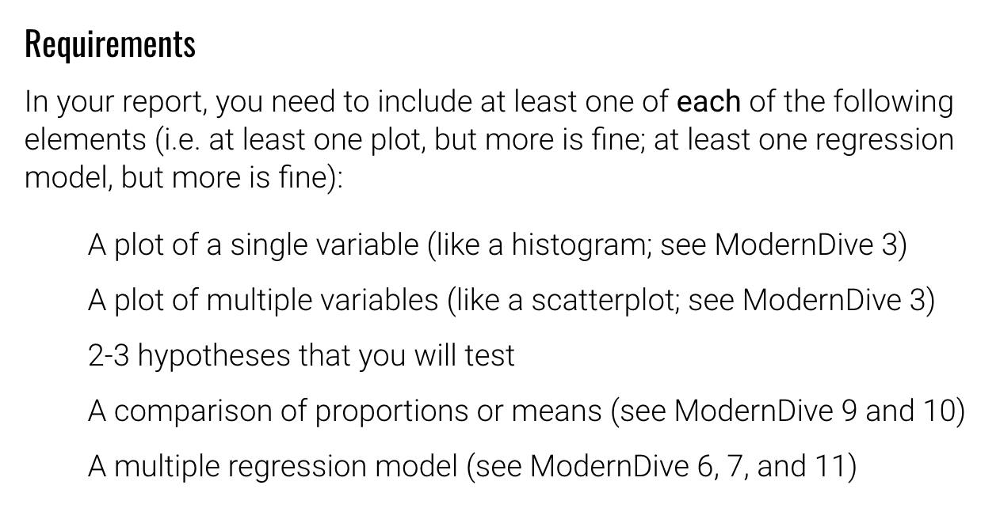 Requirements
In your report, you need to include at least one of each of the following
elements (i.e. at least one plot, but more is fine; at least one regression
model, but more is fine):
A plot of a single variable (like a histogram; see ModernDive 3)
A plot of multiple variables (like a scatterplot; see ModernDive 3)
2-3 hypotheses that you will test
A comparison of proportions or means (see ModernDive 9 and 10)
A multiple regression model (see ModernDive 6, 7, and 11)